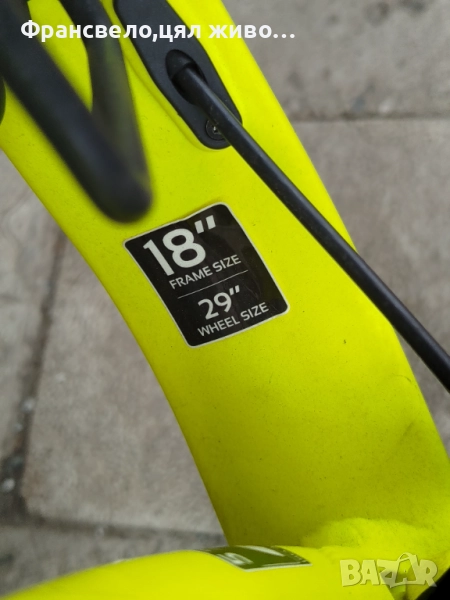 Франсвело,цял живо...
18"
FRAME SIZE
29"
WHEEL SIZE
BAZAR